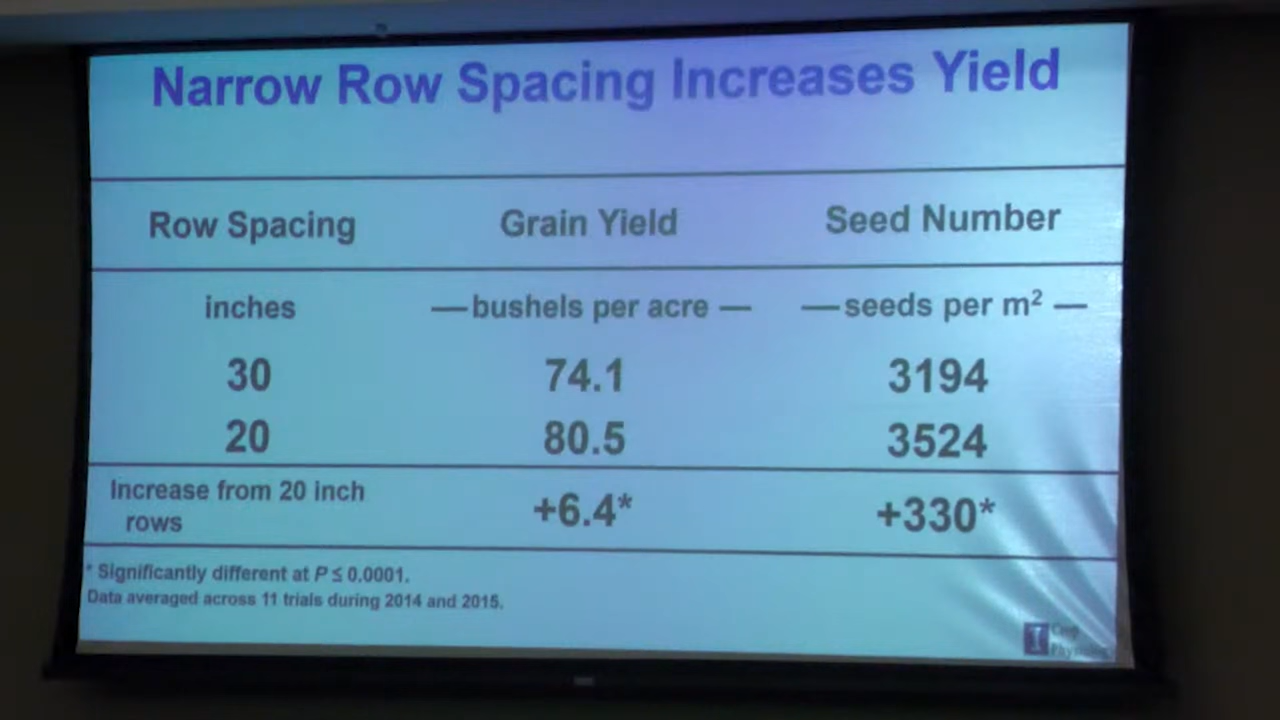 Narrow Row Spacing Increases Yield
Row Spacing Grain Yield Seed Number
inches —bushels per acre — —seeds per m² —
30 74.1 3194
20 80.5 3524
Increase from 20 inch
rows +6.4* +330*
* Significantly different at P ≤ 0.0001.
Data averaged across 11 trials during 2014 and 2015.
I Crop